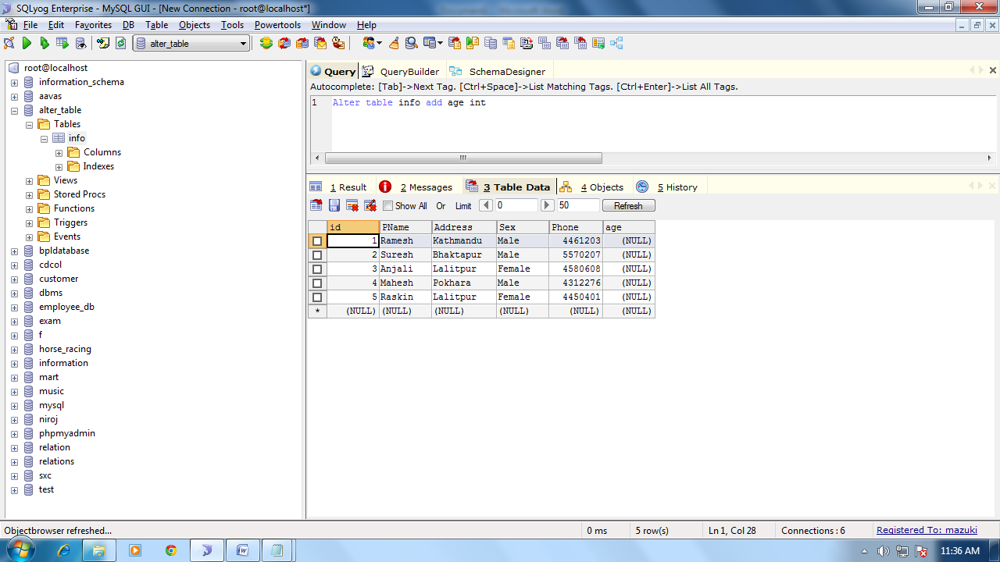 SQLyog Enterprise - MySQL GUI - [New Connection - root@localhost*]
File Edit Favorites DB Table Objects Tools Powertools Window Help
alter_table
root@localhost
information_schema
aavas
alter_table
Tables
info
Columns
Indexes
Views
Stored Procs
Functions
Triggers
Events
bpldatabase
cdcol
customer
dbms
employee_db
exam
f
horse_racing
information
mart
music
mysql
niroj
phpmyadmin
relation
relations
sxc
test
Query QueryBuilder SchemaDesigner
Autocomplete: [Tab]->Next Tag. [Ctrl+Space]->List Matching Tags. [Ctrl+Enter]->List All Tags.
1 Alter table info add age int
1 Result 2 Messages 3 Table Data 4 Objects 5 History
Show All Or Limit 0 50 Refresh
id PName Address Sex Phone age
1 Ramesh Kathmandu Male 4461203 (NULL)
2 Suresh Bhaktapur Male 5570207 (NULL)
3 Anjali Lalitpur Female 4580608 (NULL)
4 Mahesh Pokhara Male 4312276 (NULL)
5 Raskin Lalitpur Female 4450401 (NULL)
* (NULL) (NULL) (NULL) (NULL) (NULL) (NULL)
Objectbrowser refreshed... 0 ms 5 row(s) Ln 1, Col 28 Connections : 6 Registered To: mazuki
11:36 AM